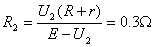 R₂ = U₂(R + r) / (E − U₂) = 0.3Ω